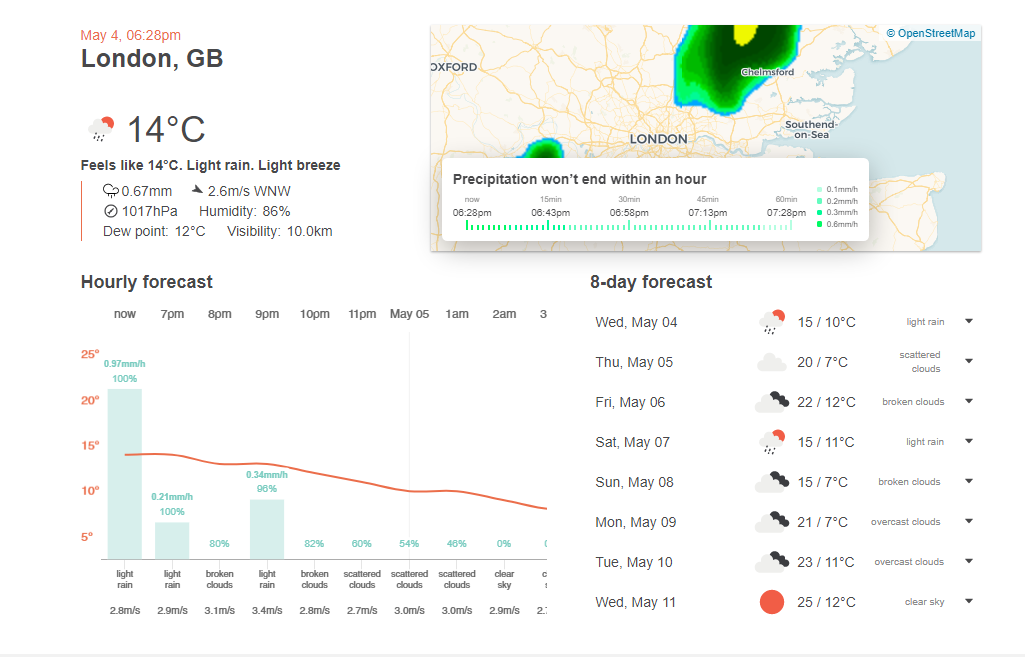 May 4, 06:28pm
London, GB
14°C
Feels like 14°C. Light rain. Light breeze
0.67mm 2.6m/s WNW
1017hPa Humidity: 86%
Dew point: 12°C Visibility: 10.0km
© OpenStreetMap
OXFORD
Chelmsford
LONDON
Southend-
on-Sea
Precipitation won't end within an hour
now 15min 30min 45min 60min
06:28pm 06:43pm 06:58pm 07:13pm 07:28pm
0.1mm/h
0.2mm/h
0.3mm/h
0.6mm/h
Hourly forecast
now 7pm 8pm 9pm 10pm 11pm May 05 1am 2am 3
25°
20°
15°
10°
5°
0.97mm/h
100%
0.21mm/h
100%
80%
0.34mm/h
96%
82% 60% 54% 46% 0%
light rain light rain broken clouds light rain broken clouds scattered clouds scattered clouds scattered clouds clear sky
2.8m/s 2.9m/s 3.1m/s 3.4m/s 2.8m/s 2.7m/s 3.0m/s 3.0m/s 2.9m/s 2.
8-day forecast
Wed, May 04 15 / 10°C light rain
Thu, May 05 20 / 7°C scattered clouds
Fri, May 06 22 / 12°C broken clouds
Sat, May 07 15 / 11°C light rain
Sun, May 08 15 / 7°C broken clouds
Mon, May 09 21 / 7°C overcast clouds
Tue, May 10 23 / 11°C overcast clouds
Wed, May 11 25 / 12°C clear sky